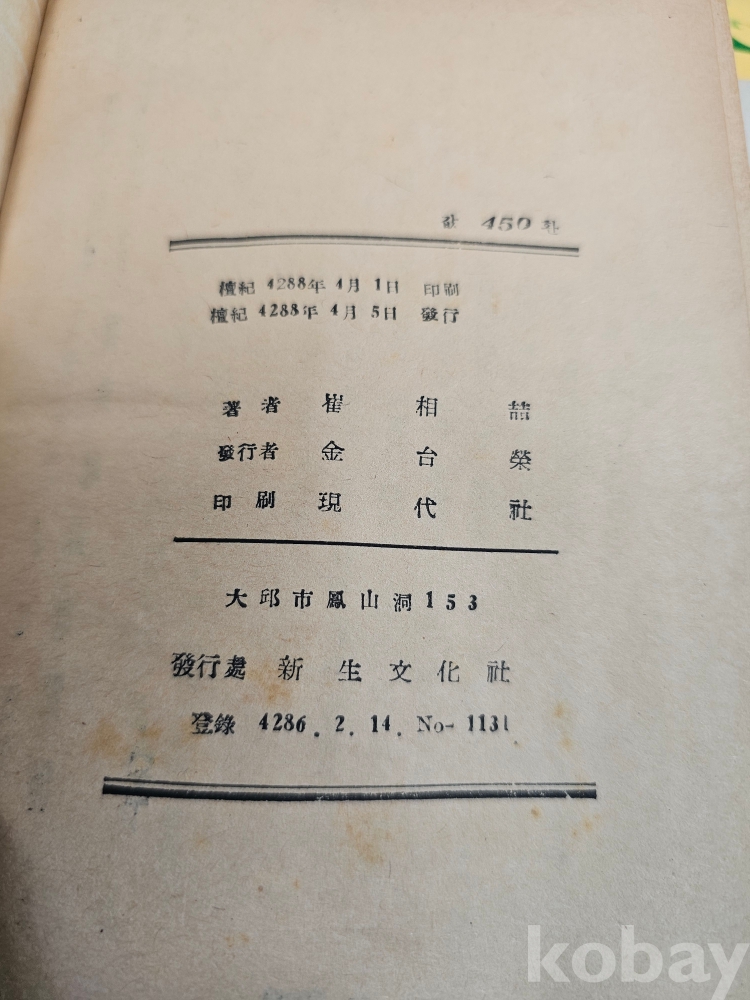 값 450 환
檀紀 4288年 4月 1日 印刷
檀紀 4288年 4月 5日 發行
著者 崔相喆
發行者 金台榮
印刷 現代社
大邱市鳳山洞153
發行處 新生文化社
登錄 4286. 2. 14. No- 1131
kobay